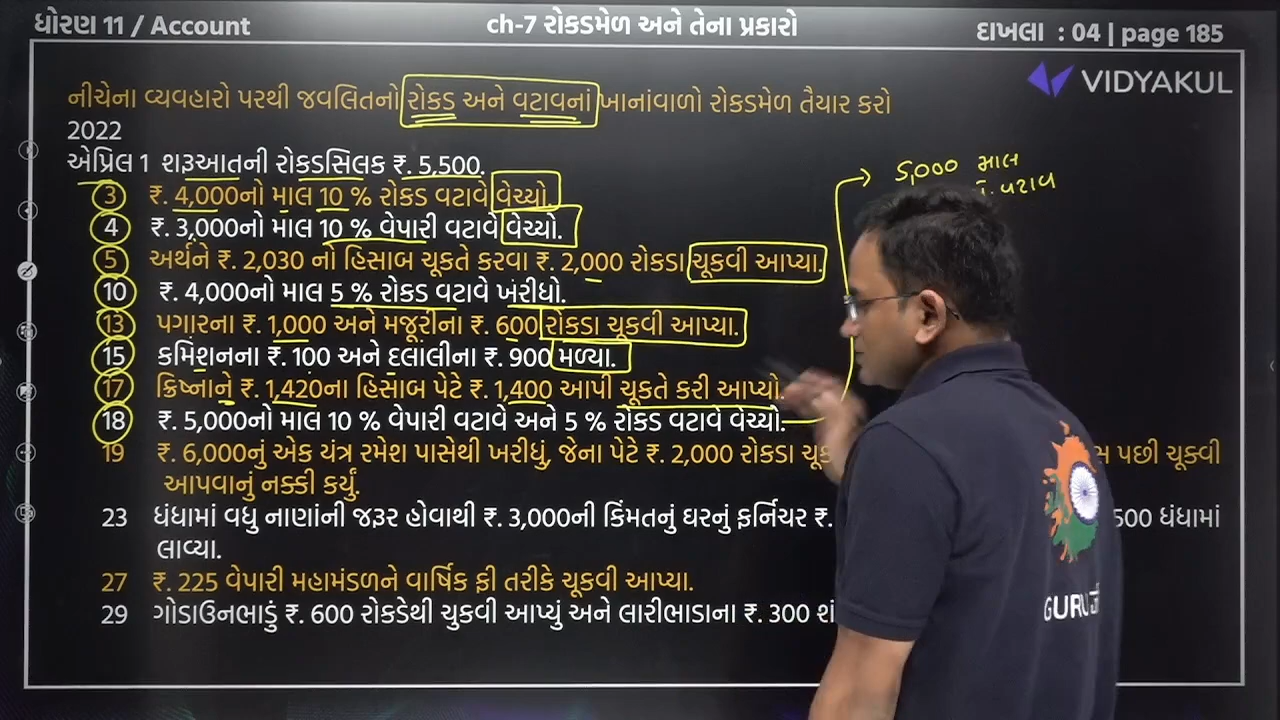 ધોરણ 11 / Account
ch-7 રોકડમેળ અને તેના પ્રકારો
દાખલા : 04 | page 185
VIDYAKUL
નીચેના વ્યવહારો પરથી જવલિતનો રોકડ અને વટાવનાં ખાનાંવાળો રોકડમેળ તૈયાર કરો
2022
એપ્રિલ 1 શરૂઆતની રોકડસિલક ₹. 5,500.
5,000 માલ
વટાવ
3 ₹. 4,000નો માલ 10 % રોકડ વટાવે વેચ્યો.
4 ₹. 3,000નો માલ 10 % વેપારી વટાવે વેચ્યો.
5 અર્થને ₹. 2,030 નો હિસાબ ચૂકતે કરવા ₹. 2,000 રોકડા ચૂકવી આપ્યા.
10 ₹. 4,000નો માલ 5 % રોકડ વટાવે ખરીધો.
13 પગારના ₹. 1,000 અને મજૂરીના ₹. 600 રોકડા ચૂકવી આપ્યા.
15 કમિશનના ₹. 100 અને દલાલીના ₹. 900 મળ્યા.
17 ક્રિષ્નાને ₹. 1,420ના હિસાબ પેટે ₹. 1,400 આપી ચૂકતે કરી આપ્યો.
18 ₹. 5,000નો માલ 10 % વેપારી વટાવે અને 5 % રોકડ વટાવે વેચ્યો.
19 ₹. 6,000નું એક યંત્ર રમેશ પાસેથી ખરીધું, જેના પેટે ₹. 2,000 રોકડા પછી ચૂકવી
આપવાનું નક્કી કર્યું.
23 ધંધામાં વધુ નાણાંની જરૂર હોવાથી ₹. 3,000ની કિંમતનું ઘરનું ફર્નિચર ₹. 500 ધંધામાં
લાવ્યા.
27 ₹. 225 વેપારી મહામંડળને વાર્ષિક ફી તરીકે ચૂકવી આપ્યા.
29 ગોડાઉનભાડું ₹. 600 રોકડેથી ચુકવી આપ્યું અને લારીભાડાના ₹. 300
GURU